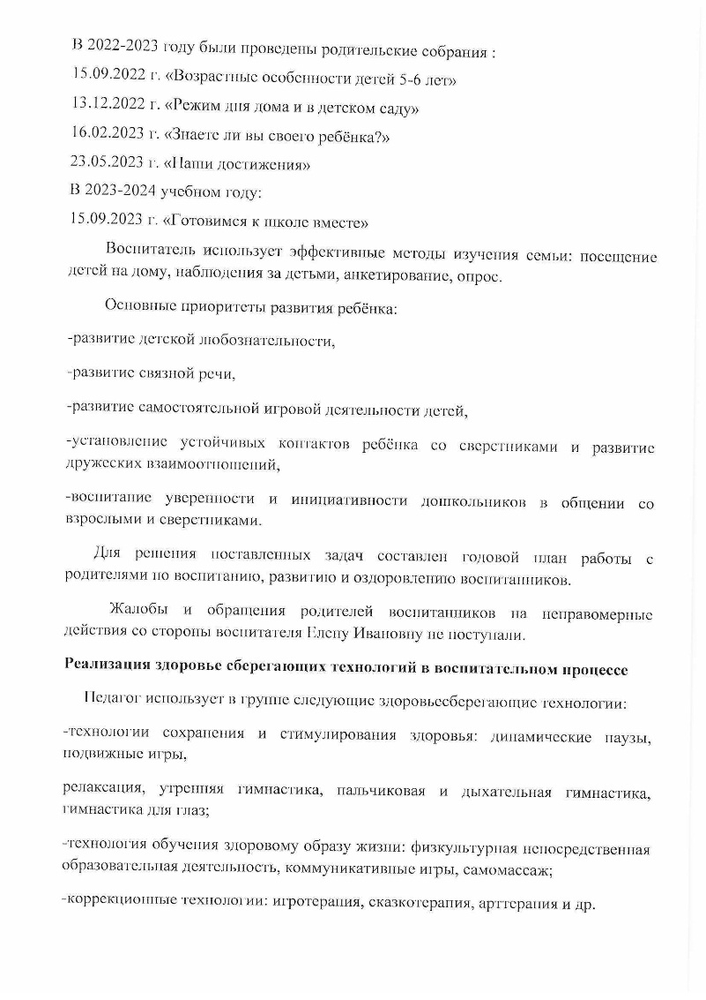 В 2022-2023 году были проведены родительские собрания :
15.09.2022 г. «Возрастные особенности детей 5-6 лет»
13.12.2022 г. «Режим дня дома и в детском саду»
16.02.2023 г. «Знаете ли вы своего ребёнка?»
23.05.2023 г. «Наши достижения»
В 2023-2024 учебном году:
15.09.2023 г. «Готовимся к школе вместе»
Воспитатель использует эффективные методы изучения семьи: посещение
детей на дому, наблюдения за детьми, анкетирование, опрос.
Основные приоритеты развития ребёнка:
-развитие детской любознательности,
-развитие связной речи,
-развитие самостоятельной игровой деятельности детей,
-установление устойчивых контактов ребёнка со сверстниками и развитие
дружеских взаимоотношений,
-воспитание уверенности и инициативности дошкольников в общении со
взрослыми и сверстниками.
Для решения поставленных задач составлен годовой план работы с
родителями по воспитанию, развитию и оздоровлению воспитанников.
Жалобы и обращения родителей воспитанников на неправомерные
действия со стороны воспитателя Елену Ивановну не поступали.
Реализация здоровье сберегающих технологий в воспитательном процессе
Педагог использует в группе следующие здоровьесберегающие технологии:
-технологии сохранения и стимулирования здоровья: динамические паузы,
подвижные игры,
релаксация, утренняя гимнастика, пальчиковая и дыхательная гимнастика,
гимнастика для глаз;
-технология обучения здоровому образу жизни: физкультурная непосредственная
образовательная деятельность, коммуникативные игры, самомассаж;
-коррекционные технологии: игротерапия, сказкотерапия, арттерапия и др.